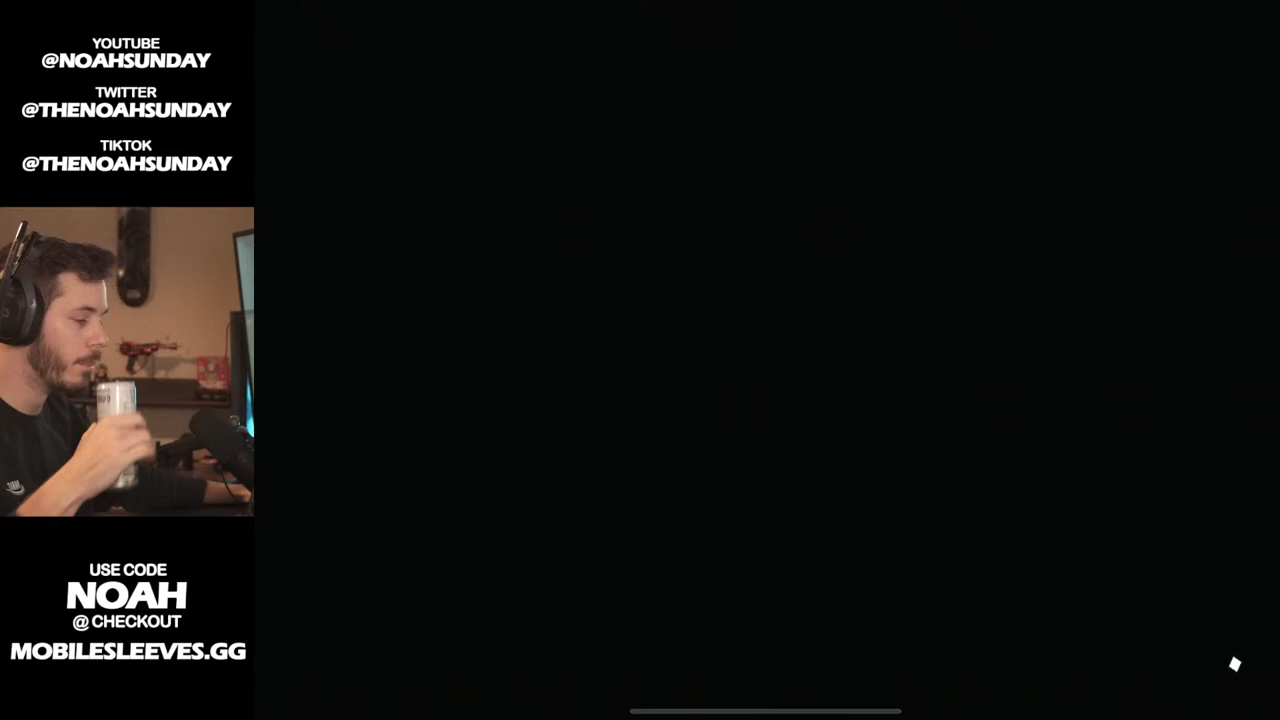 YOUTUBE
@NOAHSUNDAY
TWITTER
@THENOAHSUNDAY
TIKTOK
@THENOAHSUNDAY
USE CODE
NOAH
@ CHECKOUT
MOBILESLEEVES.GG